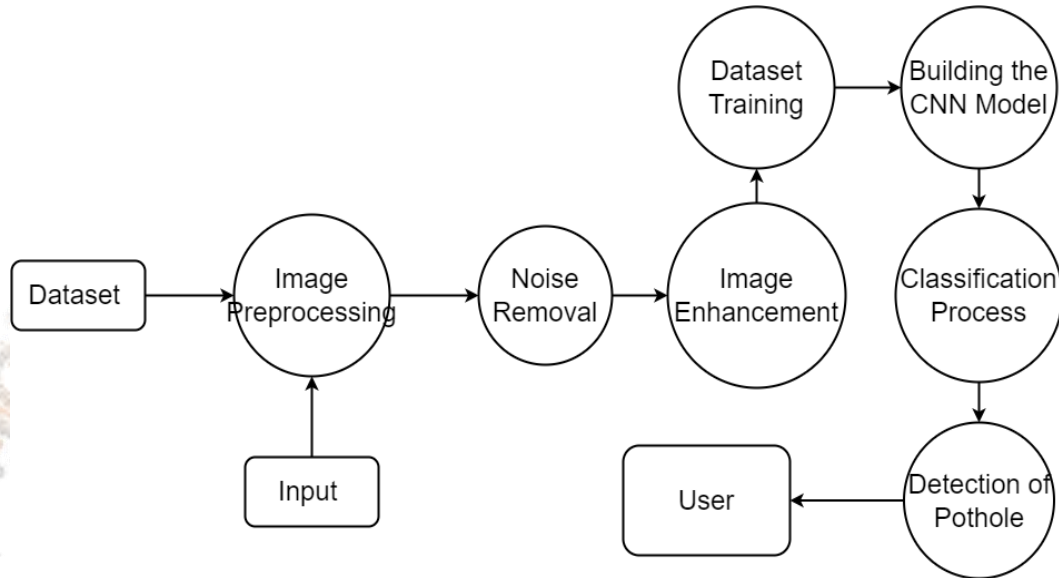 Dataset
Image
Preprocessing
Input
Noise
Removal
Image
Enhancement
Dataset
Training
Building the
CNN Model
Classification
Process
Detection of
Pothole
User